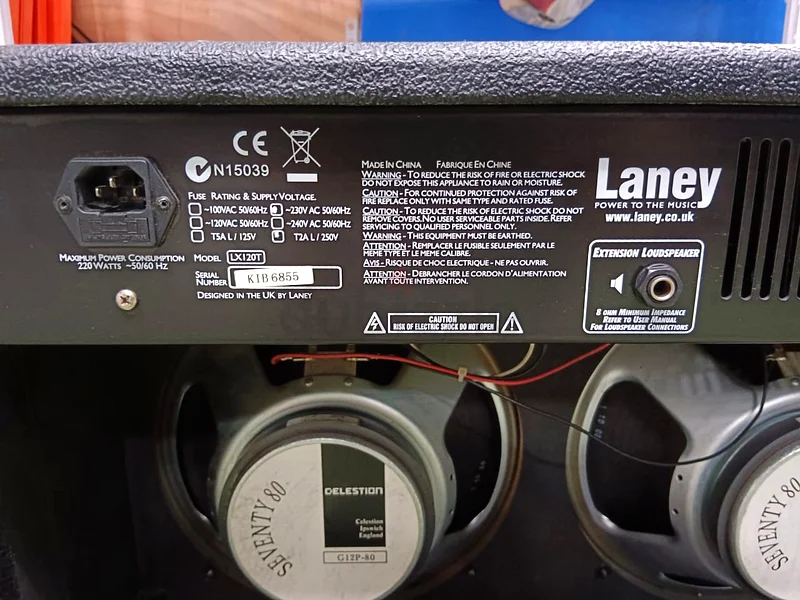 CE
N15039
FUSE RATING & SUPPLY VOLTAGE.
~100VAC 50/60HZ ~230V AC 50/60HZ
~120VAC 50/60HZ ~240V AC 50/60HZ
T5A L / 125V T2A L / 250V
MAXIMUM POWER CONSUMPTION
220 WATTS ~50/60 HZ
MODEL LX120T
SERIAL
NUMBER KIB 6855
DESIGNED IN THE UK BY LANEY
MADE IN CHINA FABRIQUE EN CHINE
WARNING - TO REDUCE THE RISK OF FIRE OR ELECTRIC SHOCK
DO NOT EXPOSE THIS APPLIANCE TO RAIN OR MOISTURE.
CAUTION - FOR CONTINUED PROTECTION AGAINST RISK OF
FIRE REPLACE ONLY WITH SAME TYPE AND RATED FUSE.
CAUTION - TO REDUCE THE RISK OF ELECTRIC SHOCK DO NOT
REMOVE COVERS. NO USER SERVICEABLE PARTS INSIDE. REFER
SERVICING TO QUALIFIED PERSONNEL ONLY.
WARNING - THIS EQUIPMENT MUST BE EARTHED.
ATTENTION - REMPLACER LE FUSIBLE SEULEMENT PAR LE
MEME TYPE ET LE MEME CALIBRE.
AVIS - RISQUE DE CHOC ELECTRIQUE - NE PAS OUVRIR.
ATTENTION - DEBRANCHER LE CORDON D'ALIMENTATION
AVANT TOUTE INTERVENTION.
CAUTION
RISK OF ELECTRIC SHOCK DO NOT OPEN
Laney
POWER TO THE MUSIC
www.laney.co.uk
EXTENSION LOUDSPEAKER
8 OHM MINIMUM IMPEDANCE
REFER TO USER MANUAL
FOR LOUDSPEAKER CONNECTIONS
SEVENTY 80
CELESTION
Celestion
Ipswich
England
G12P-80
SEVENTY 80